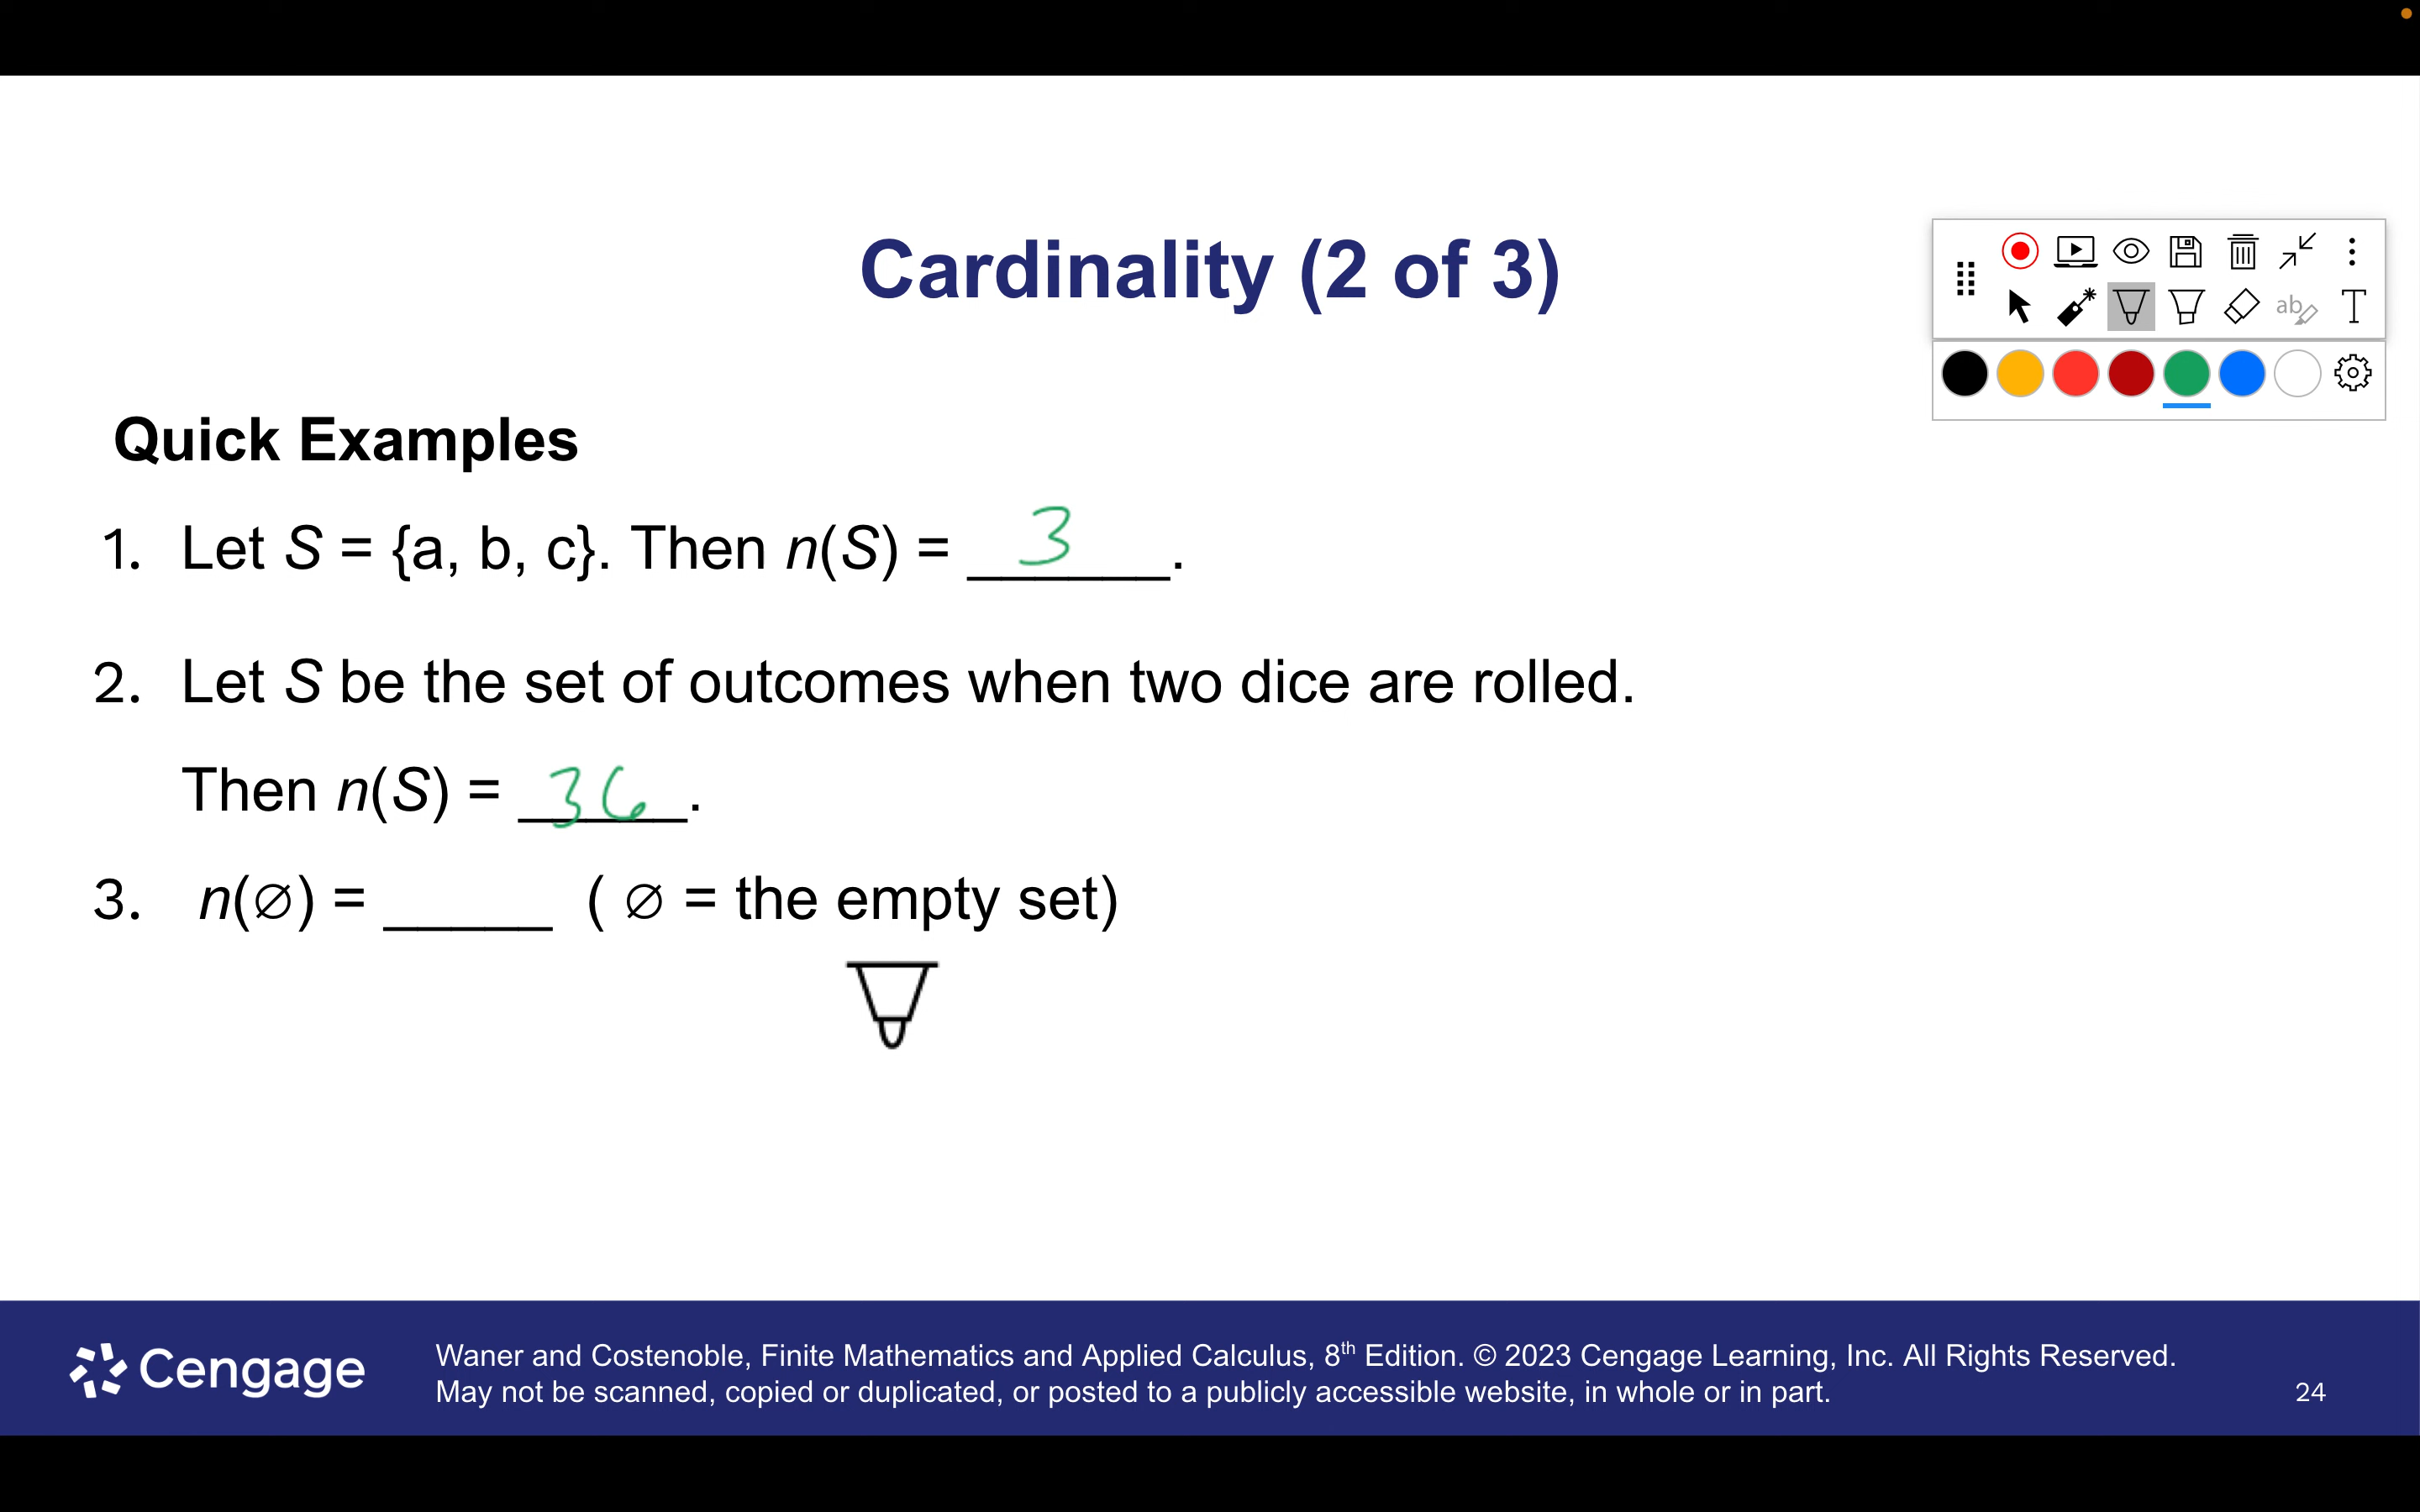 Cardinality (2 of 3)
ab
T
Quick Examples
1. Let S = {a, b, c}. Then n(S) = 3.
2. Let S be the set of outcomes when two dice are rolled.
Then n(S) = 36.
3. n(∅) = _____ ( ∅ = the empty set)
Cengage
Waner and Costenoble, Finite Mathematics and Applied Calculus, 8th Edition. © 2023 Cengage Learning, Inc. All Rights Reserved.
May not be scanned, copied or duplicated, or posted to a publicly accessible website, in whole or in part.
24